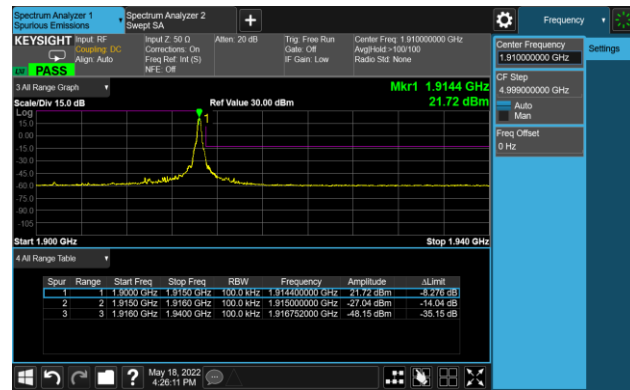 Spectrum Analyzer 1
Spurious Emissions
Spectrum Analyzer 2
Swept SA
Frequency
KEYSIGHT
Input: RF
Coupling: DC
Align: Auto
Input Z: 50 Ω
Corrections: On
Freq Ref: Int (S)
NFE: Off
Atten: 20 dB
Trig: Free Run
Gate: Off
IF Gain: Low
Center Freq: 1.910000000 GHz
Avg|Hold:>100/100
Radio Std: None
PASS
Center Frequency
1.910000000 GHz
Settings
CF Step
4.999000000 GHz
Auto
Man
Freq Offset
0 Hz
3 All Range Graph
Mkr1 1.9144 GHz
Scale/Div 15.0 dB
Ref Value 30.00 dBm
21.72 dBm
Log
15.0
0.00
-15.0
-30.0
-45.0
-60.0
-75.0
-90.0
-105
1
Start 1.900 GHz
Stop 1.940 GHz
4 All Range Table
Spur Range Start Freq Stop Freq RBW Frequency Amplitude ΔLimit
1 1 1.9000 GHz 1.9150 GHz 100.0 kHz 1.914400000 GHz 21.72 dBm -8.276 dB
2 2 1.9150 GHz 1.9160 GHz 100.0 kHz 1.915000000 GHz -27.04 dBm -14.04 dB
3 3 1.9160 GHz 1.9400 GHz 100.0 kHz 1.916752000 GHz -48.15 dBm -35.15 dB
May 18, 2022
4:26:11 PM